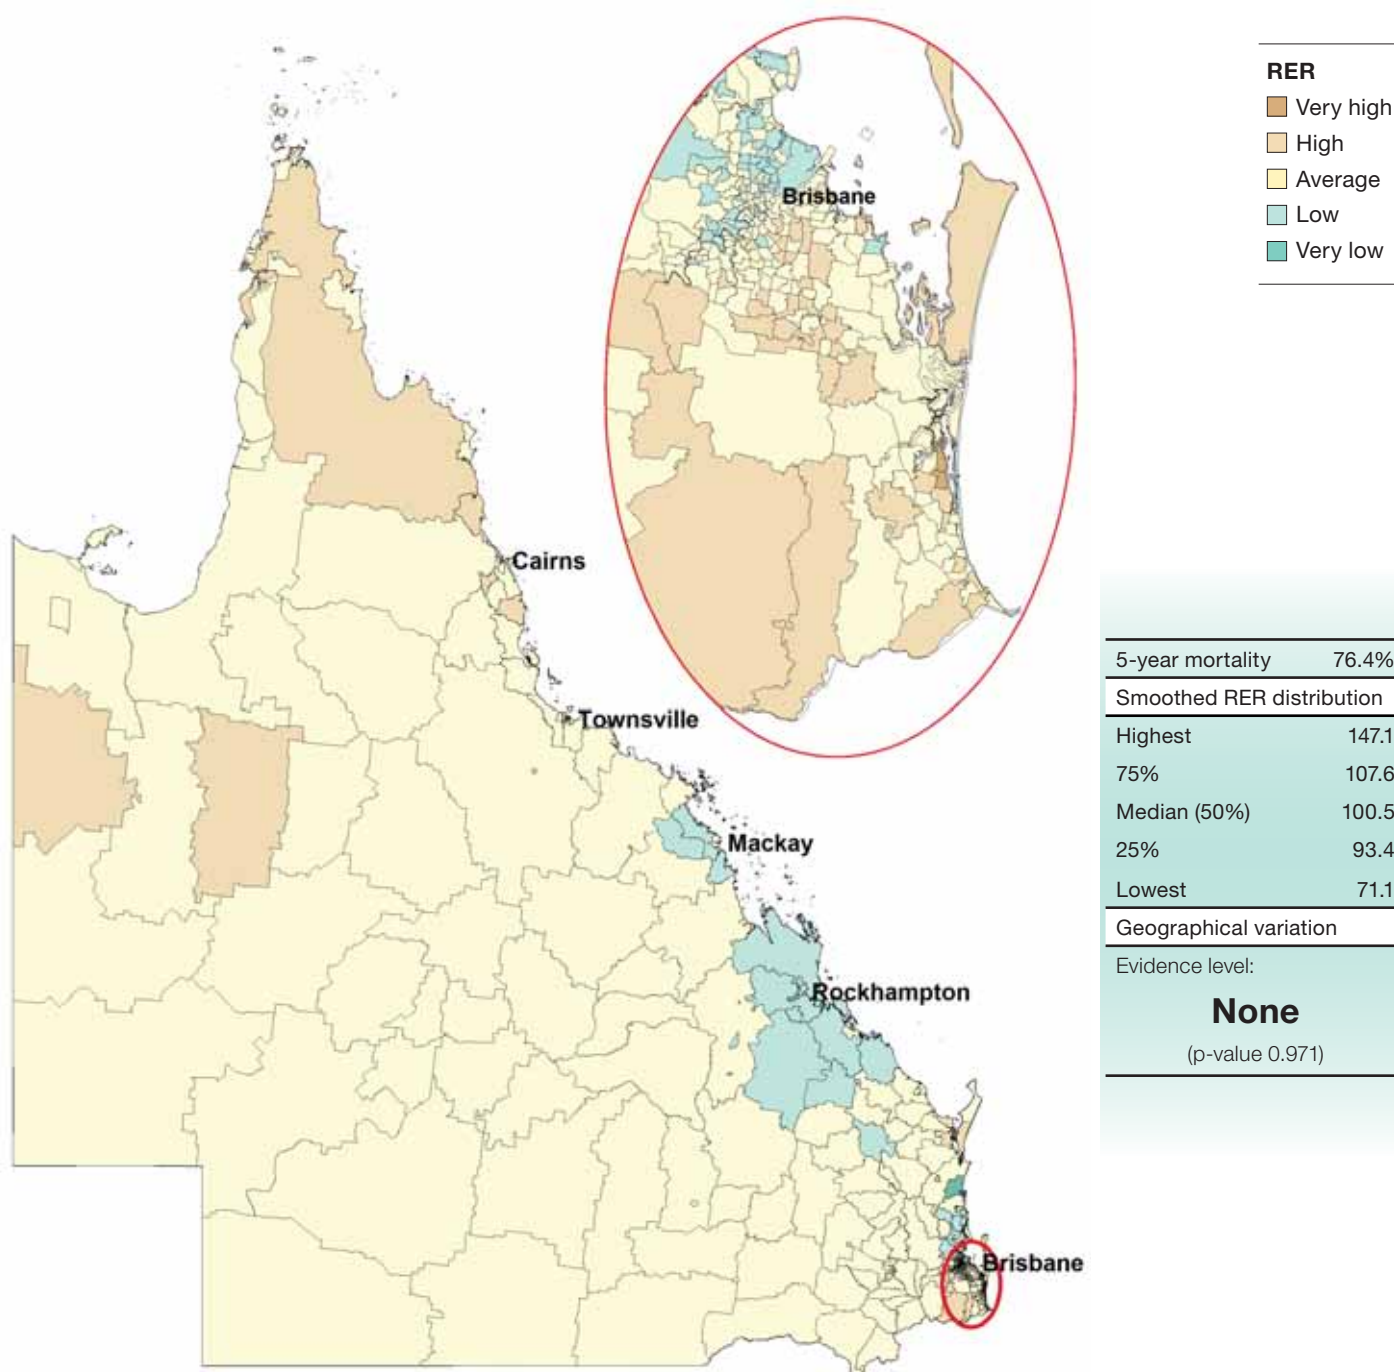 RER
Very high
High
Average
Low
Very low
Brisbane
Cairns
Townsville
Mackay
Rockhampton
Brisbane
5-year mortality 76.4%
Smoothed RER distribution
Highest 147.1
75% 107.6
Median (50%) 100.5
25% 93.4
Lowest 71.1
Geographical variation
Evidence level:
None
(p-value 0.971)